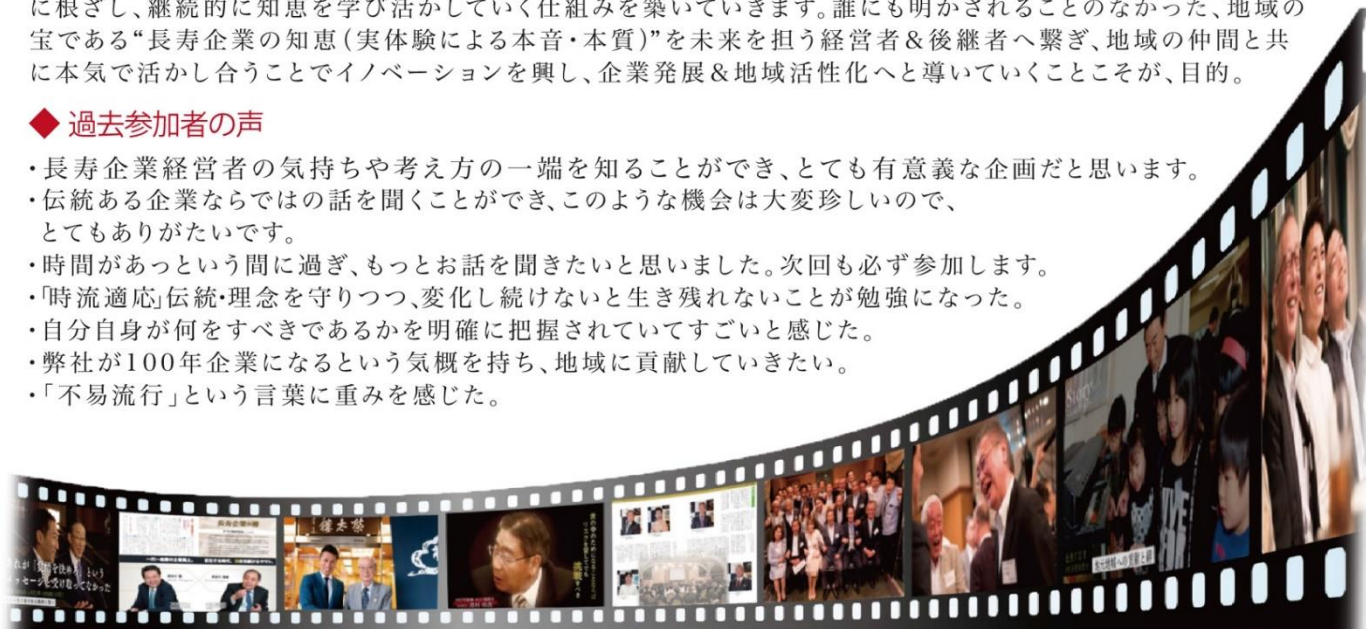 に根ざし、継続的に知恵を学び活かしていく仕組みを築いていきます。誰にも明かされることのなかった、地域の
宝である“長寿企業の知恵(実体験による本音・本質)”を未来を担う経営者&後継者へ繋ぎ、地域の仲間と共
に本気で活かし合うことでイノベーションを興し、企業発展&地域活性化へと導いていくことこそが、目的。
◆ 過去参加者の声
・長寿企業経営者の気持ちや考え方の一端を知ることができ、とても有意義な企画だと思います。
・伝統ある企業ならではの話を聞くことができ、このような機会は大変珍しいので、
とてもありがたいです。
・時間があっという間に過ぎ、もっとお話を聞きたいと思いました。次回も必ず参加します。
・「時流適応」伝統・理念を守りつつ、変化し続けないと生き残れないことが勉強になった。
・自分自身が何をすべきであるかを明確に把握されていてすごいと感じた。
・弊社が100年企業になるという気概を持ち、地域に貢献していきたい。
・「不易流行」という言葉に重みを感じた。
Story